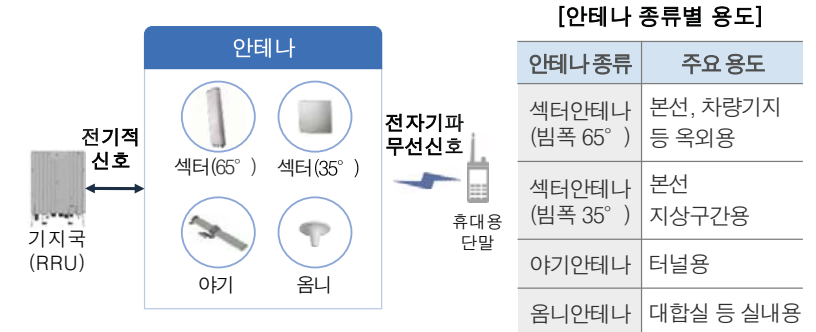 [안테나 종류별 용도]
안테나
전기적
신호
기지국
(RRU)
섹터(65°)
섹터(35°)
야기
옴니
전자기파
무선신호
휴대용
단말
안테나 종류
주요 용도
섹터안테나
(빔폭 65°)
본선, 차량기지
등 옥외용
섹터안테나
(빔폭 35°)
본선
지상구간용
야기안테나
터널용
옴니안테나
대합실 등 실내용